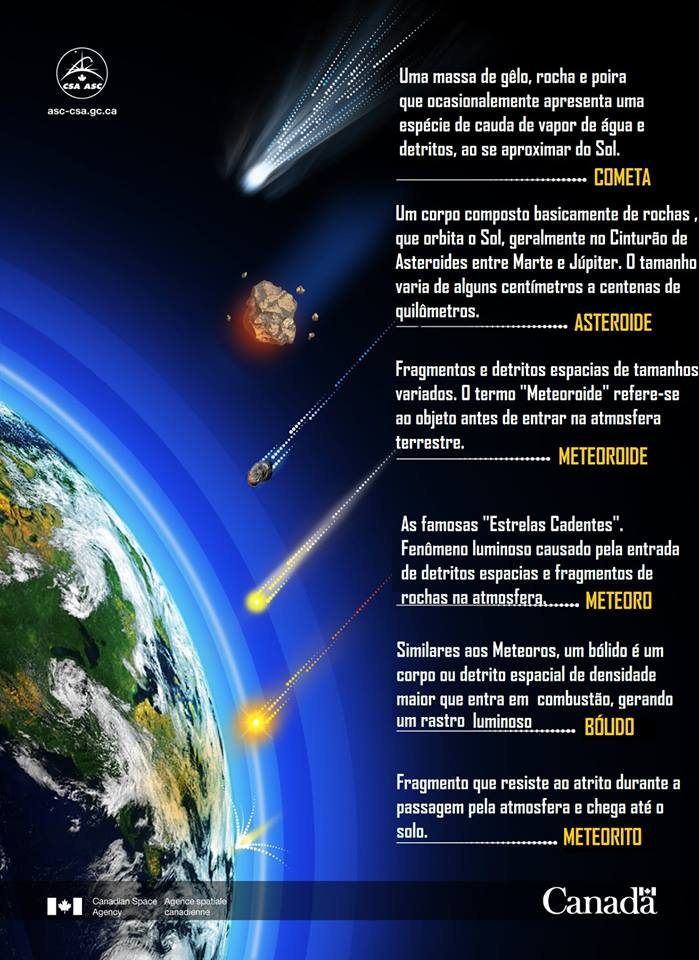 CSA ASC
asc-csa.gc.ca
Uma massa de gêlo, rocha e poira
que ocasionalemente apresenta uma
espécie de cauda de vapor de água e
detritos, ao se aproximar do Sol.
COMETA
Um corpo composto basicamente de rochas ,
que orbita o Sol, geralmente no Cinturão de
Asteroides entre Marte e Júpiter. O tamanho
varia de alguns centímetros a centenas de
quilômetros.
ASTEROIDE
Fragmentos e detritos espacias de tamanhos
variados. O termo "Meteoroide" refere-se
ao objeto antes de entrar na atmosfera
terrestre.
METEOROIDE
As famosas "Estrelas Cadentes".
Fenômeno luminoso causado pela entrada
de detritos espacias e fragmentos de
rochas na atmosfera.
METEORO
Similares aos Meteoros, um bólido é um
corpo ou detrito espacial de densidade
maior que entra em combustão, gerando
um rastro luminoso
BÓLIDO
Fragmento que resiste ao atrito durante a
passagem pela atmosfera e chega até o
solo.
METEORITO
Canadian Space Agence spatiale
Agency canadienne
Canada